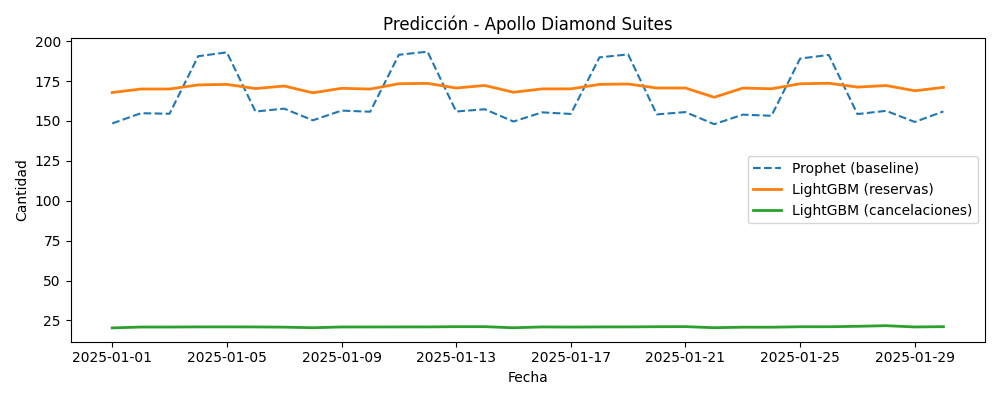 Predicción - Apollo Diamond Suites
200
175
150
125
100
75
50
25
Cantidad
Prophet (baseline)
LightGBM (reservas)
LightGBM (cancelaciones)
2025-01-01 2025-01-05 2025-01-09 2025-01-13 2025-01-17 2025-01-21 2025-01-25 2025-01-29
Fecha